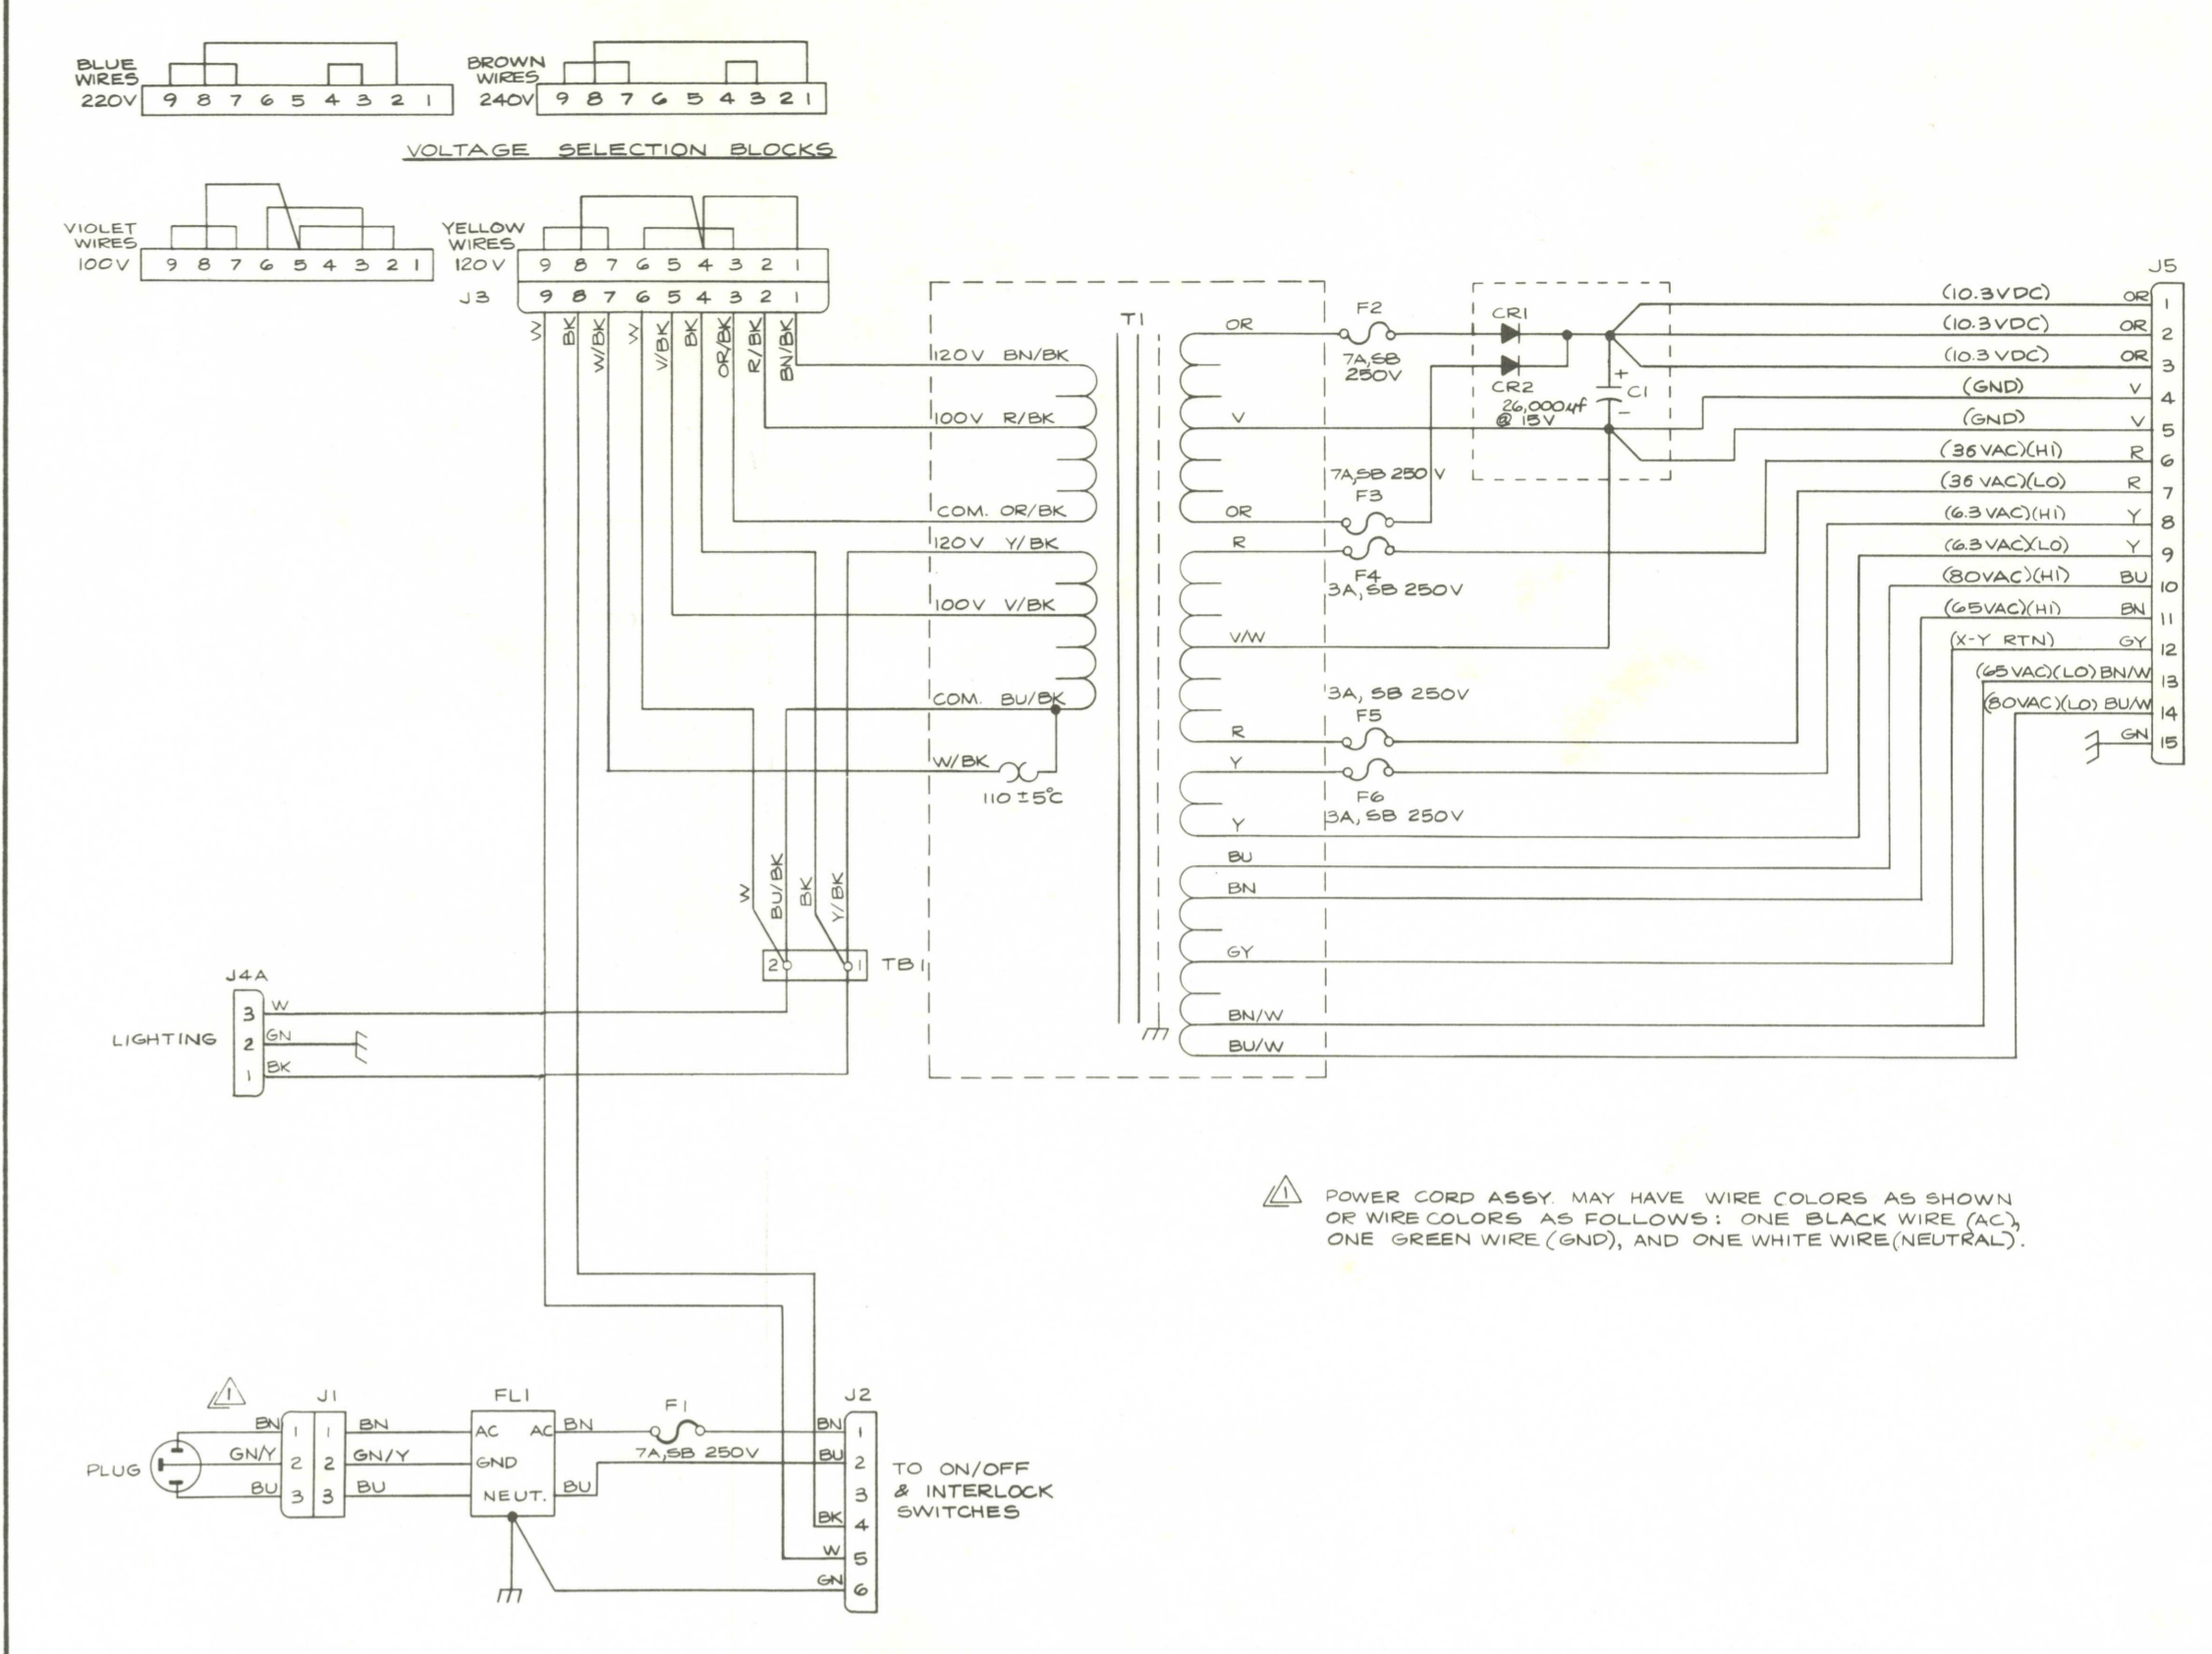 BLUE
WIRES
220V
9 8 7 6 5 4 3 2 1
BROWN
WIRES
240V
9 8 7 6 5 4 3 2 1
VOLTAGE SELECTION BLOCKS
VIOLET
WIRES
100V
9 8 7 6 5 4 3 2 1
YELLOW
WIRES
120V
9 8 7 6 5 4 3 2 1
J3
9 8 7 6 5 4 3 2 1
W
BK
W/BK
W
V/BK
BK
OR/BK
R/BK
BN/BK
120V BN/BK
100V R/BK
COM. OR/BK
120V Y/BK
100V V/BK
COM. BU/BK
W/BK
110 ±5°C
T1
OR
V
OR
R
V/W
R
Y
Y
BU
BN
GY
BN/W
BU/W
F2
7A,SB
250V
7A,SB 250V
F3
F4
3A, SB 250V
3A, SB 250V
F5
F6
3A, SB 250V
CR1
CR2
26,000µf
@ 15V
+
C1
−
J5
(10.3VDC) OR 1
(10.3VDC) OR 2
(10.3VDC) OR 3
(GND) V 4
(GND) V 5
(36VAC)(HI) R 6
(36VAC)(LO) R 7
(6.3VAC)(HI) Y 8
(6.3VAC)(LO) Y 9
(80VAC)(HI) BU 10
(65VAC)(HI) BN 11
(X-Y RTN) GY 12
(65VAC)(LO) BN/W 13
(80VAC)(LO) BU/W 14
GN 15
W
BU/BK
BK
Y/BK
2 1 TB1
J4A
LIGHTING
3 W
2 GN
1 BK
1
POWER CORD ASSY. MAY HAVE WIRE COLORS AS SHOWN
OR WIRE COLORS AS FOLLOWS: ONE BLACK WIRE (AC),
ONE GREEN WIRE (GND), AND ONE WHITE WIRE (NEUTRAL).
1
J1
FL1
F1
J2
PLUG
BN 1 1 BN
GN/Y 2 2 GN/Y
BU 3 3 BU
AC AC BN
GND
NEUT. BU
7A,SB 250V
BN 1
BU 2
3
BK 4
W 5
GN 6
TO ON/OFF
& INTERLOCK
SWITCHES